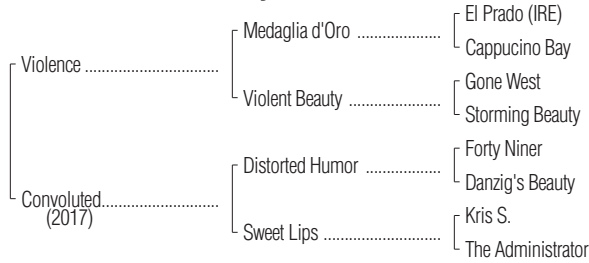 El Prado (IRE)
Medaglia d'Oro ....................
Cappucino Bay
Violence ................................
Gone West
Violent Beauty ......................
Storming Beauty
Forty Niner
Distorted Humor ..................
Danzig's Beauty
Convoluted............................
(2017)
Kris S.
Sweet Lips ............................
The Administrator